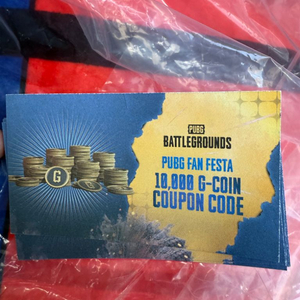 PUBG
BATTLEGROUNDS
PUBG FAN FESTA
10,000 G-COIN
COUPON CODE
G